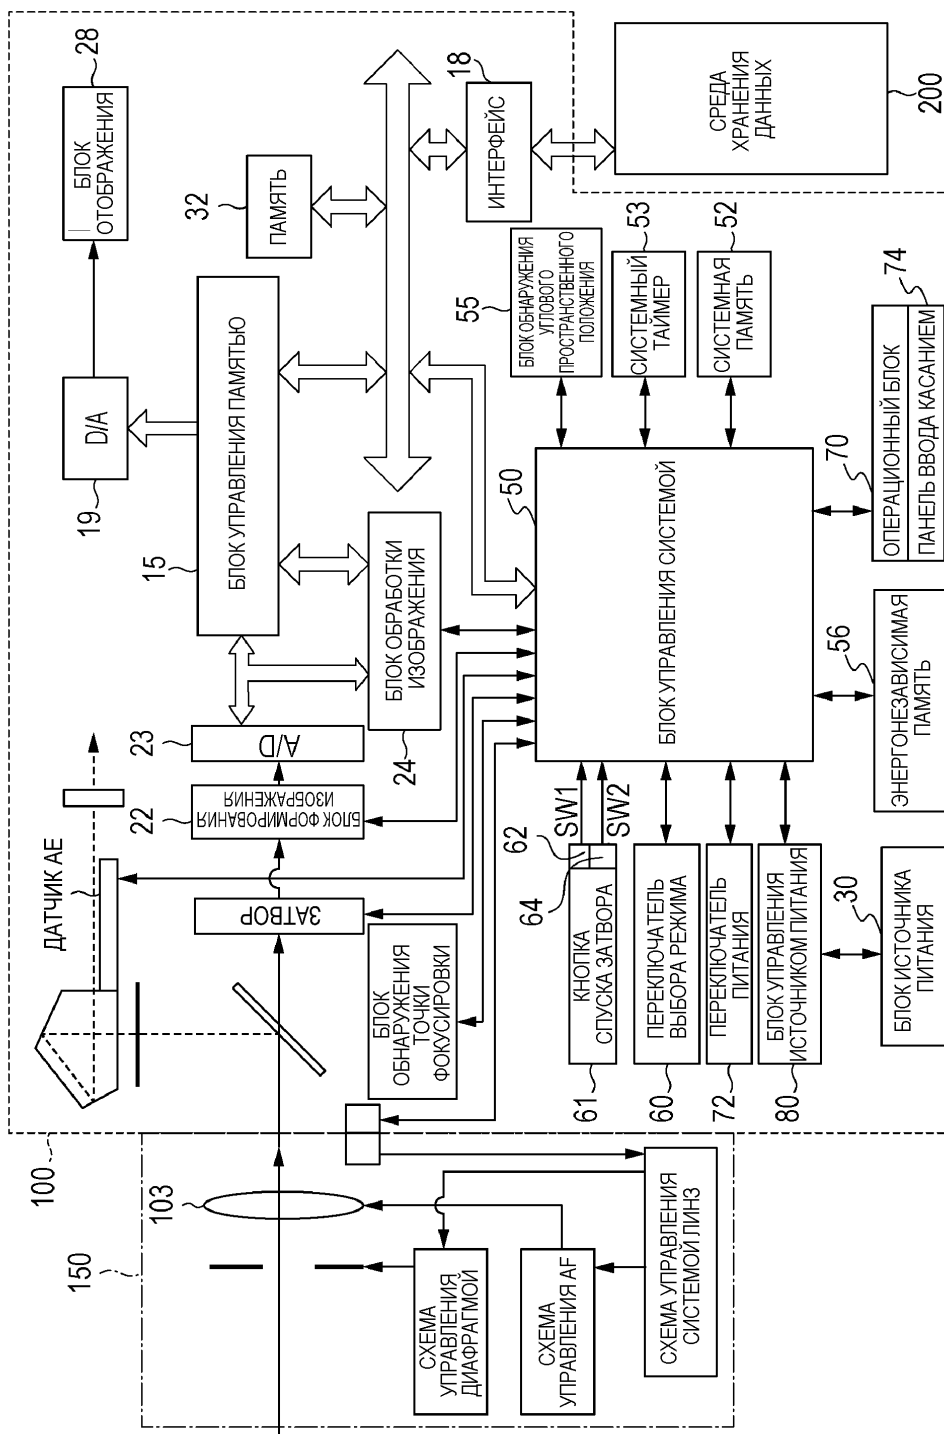 150
СХЕМА
УПРАВЛЕНИЯ
ДИАФРАГМОЙ
СХЕМА
УПРАВЛЕНИЯ AF
СХЕМА УПРАВЛЕНИЯ
СИСТЕМОЙ ЛИНЗ
103
100
ДАТЧИК AE
ЗАТВОР
22
БЛОК ФОРМИРОВАНИЯ
ИЗОБРАЖЕНИЯ
23
A/D
БЛОК
ОБНАРУЖЕНИЯ
ТОЧКИ
ФОКУСИРОВКИ
24
БЛОК ОБРАБОТКИ
ИЗОБРАЖЕНИЯ
15
БЛОК УПРАВЛЕНИЯ ПАМЯТЬЮ
19
D/A
28
БЛОК
ОТОБРАЖЕНИЯ
32
ПАМЯТЬ
18
ИНТЕРФЕЙС
СРЕДА
ХРАНЕНИЯ
ДАННЫХ
200
50
БЛОК УПРАВЛЕНИЯ СИСТЕМОЙ
55
БЛОК ОБНАРУЖЕНИЯ
УГЛОВОГО
ПРОСТРАНСТВЕННОГО
ПОЛОЖЕНИЯ
53
СИСТЕМНЫЙ
ТАЙМЕР
52
СИСТЕМНАЯ
ПАМЯТЬ
61
КНОПКА
СПУСКА ЗАТВОРА
64
62
SW1
SW2
60
ПЕРЕКЛЮЧАТЕЛЬ
ВЫБОРА РЕЖИМА
72
ПЕРЕКЛЮЧАТЕЛЬ
ПИТАНИЯ
80
БЛОК УПРАВЛЕНИЯ
ИСТОЧНИКОМ ПИТАНИЯ
30
БЛОК ИСТОЧНИКА
ПИТАНИЯ
56
ЭНЕРГОНЕЗАВИСИМАЯ
ПАМЯТЬ
70
74
ОПЕРАЦИОННЫЙ БЛОК
ПАНЕЛЬ ВВОДА КАСАНИЕМ